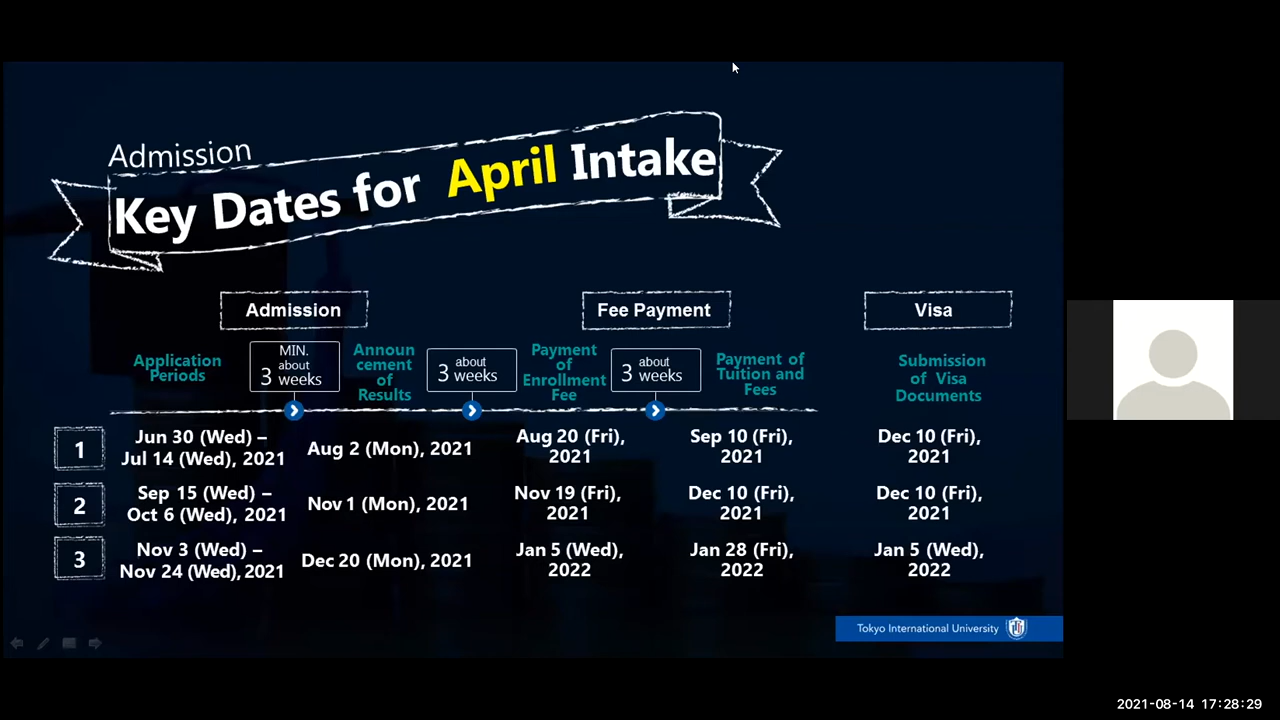 Admission
Key Dates for April Intake
Admission
Fee Payment
Visa
Application
Periods
MIN.
about
3 weeks
Announ
cement
of
Results
about
3 weeks
Payment
of
Enrollment
Fee
about
3 weeks
Payment of
Tuition and
Fees
Submission
of Visa
Documents
1
Jun 30 (Wed) –
Jul 14 (Wed), 2021
Aug 2 (Mon), 2021
Aug 20 (Fri),
2021
Sep 10 (Fri),
2021
Dec 10 (Fri),
2021
2
Sep 15 (Wed) –
Oct 6 (Wed), 2021
Nov 1 (Mon), 2021
Nov 19 (Fri),
2021
Dec 10 (Fri),
2021
Dec 10 (Fri),
2021
3
Nov 3 (Wed) –
Nov 24 (Wed), 2021
Dec 20 (Mon), 2021
Jan 5 (Wed),
2022
Jan 28 (Fri),
2022
Jan 5 (Wed),
2022
Tokyo International University
2021-08-14 17:28:29